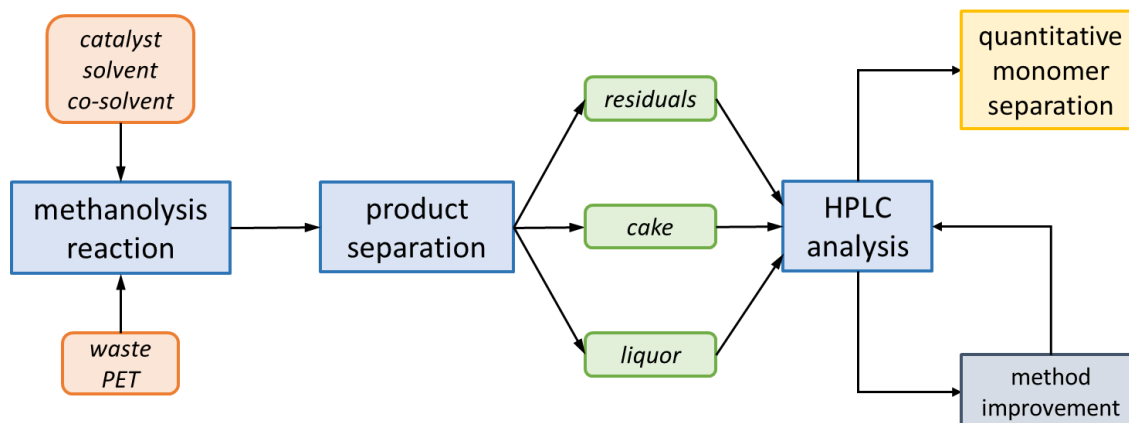 catalyst
solvent
co-solvent
methanolysis
reaction
waste
PET
product
separation
residuals
cake
liquor
HPLC
analysis
quantitative
monomer
separation
method
improvement